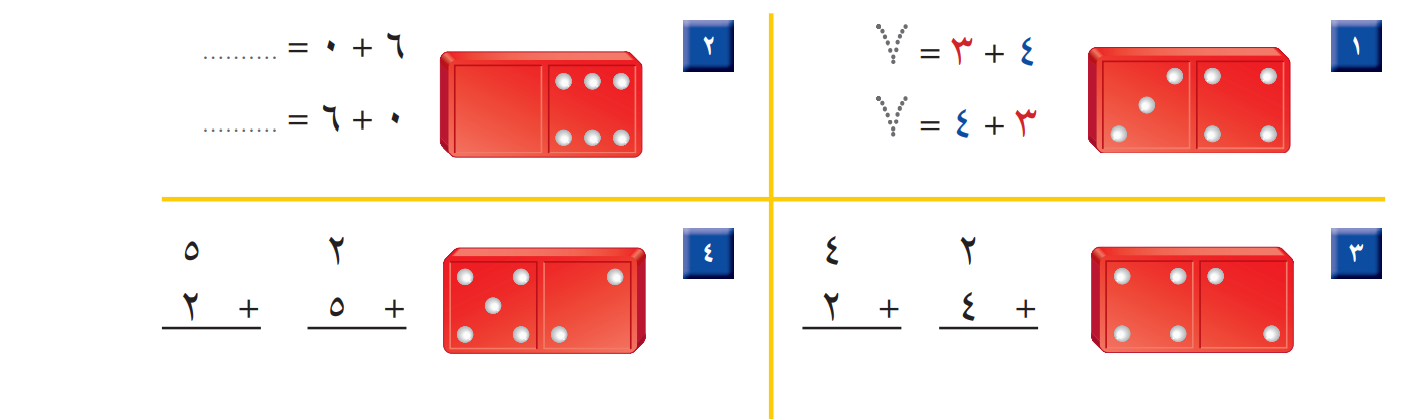 ١
٤ + ٣ = ٧
٣ + ٤ = ٧
٢
٦ + ٠ = ..........
٠ + ٦ = ..........
٣
٢ ٤
+ ٤ + ٢
٤
٢ ٥
+ ٥ + ٢